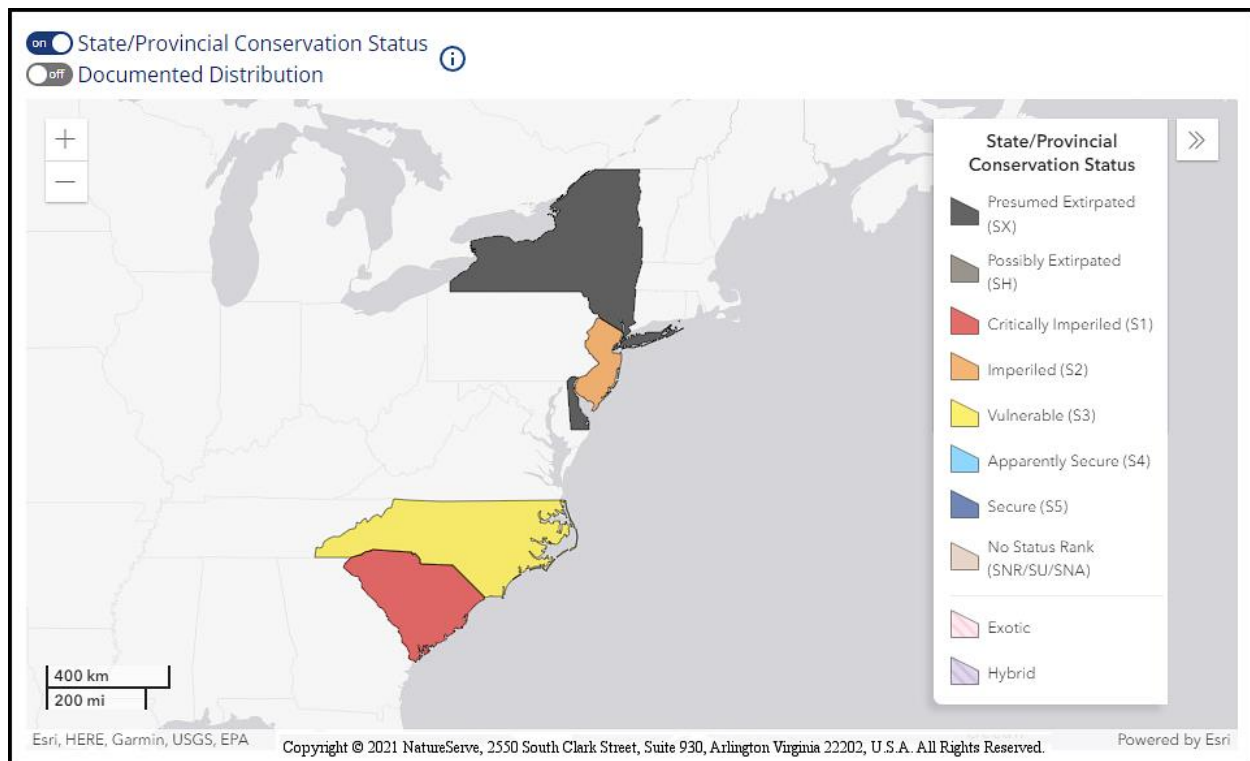 on State/Provincial Conservation Status
off Documented Distribution
i
+
−
State/Provincial
Conservation Status
Presumed Extirpated
(SX)
Possibly Extirpated
(SH)
Critically Imperiled (S1)
Imperiled (S2)
Vulnerable (S3)
Apparently Secure (S4)
Secure (S5)
No Status Rank
(SNR/SU/SNA)
Exotic
Hybrid
400 km
200 mi
Esri, HERE, Garmin, USGS, EPA
Copyright © 2021 NatureServe, 2550 South Clark Street, Suite 930, Arlington Virginia 22202, U.S.A. All Rights Reserved.
Powered by Esri